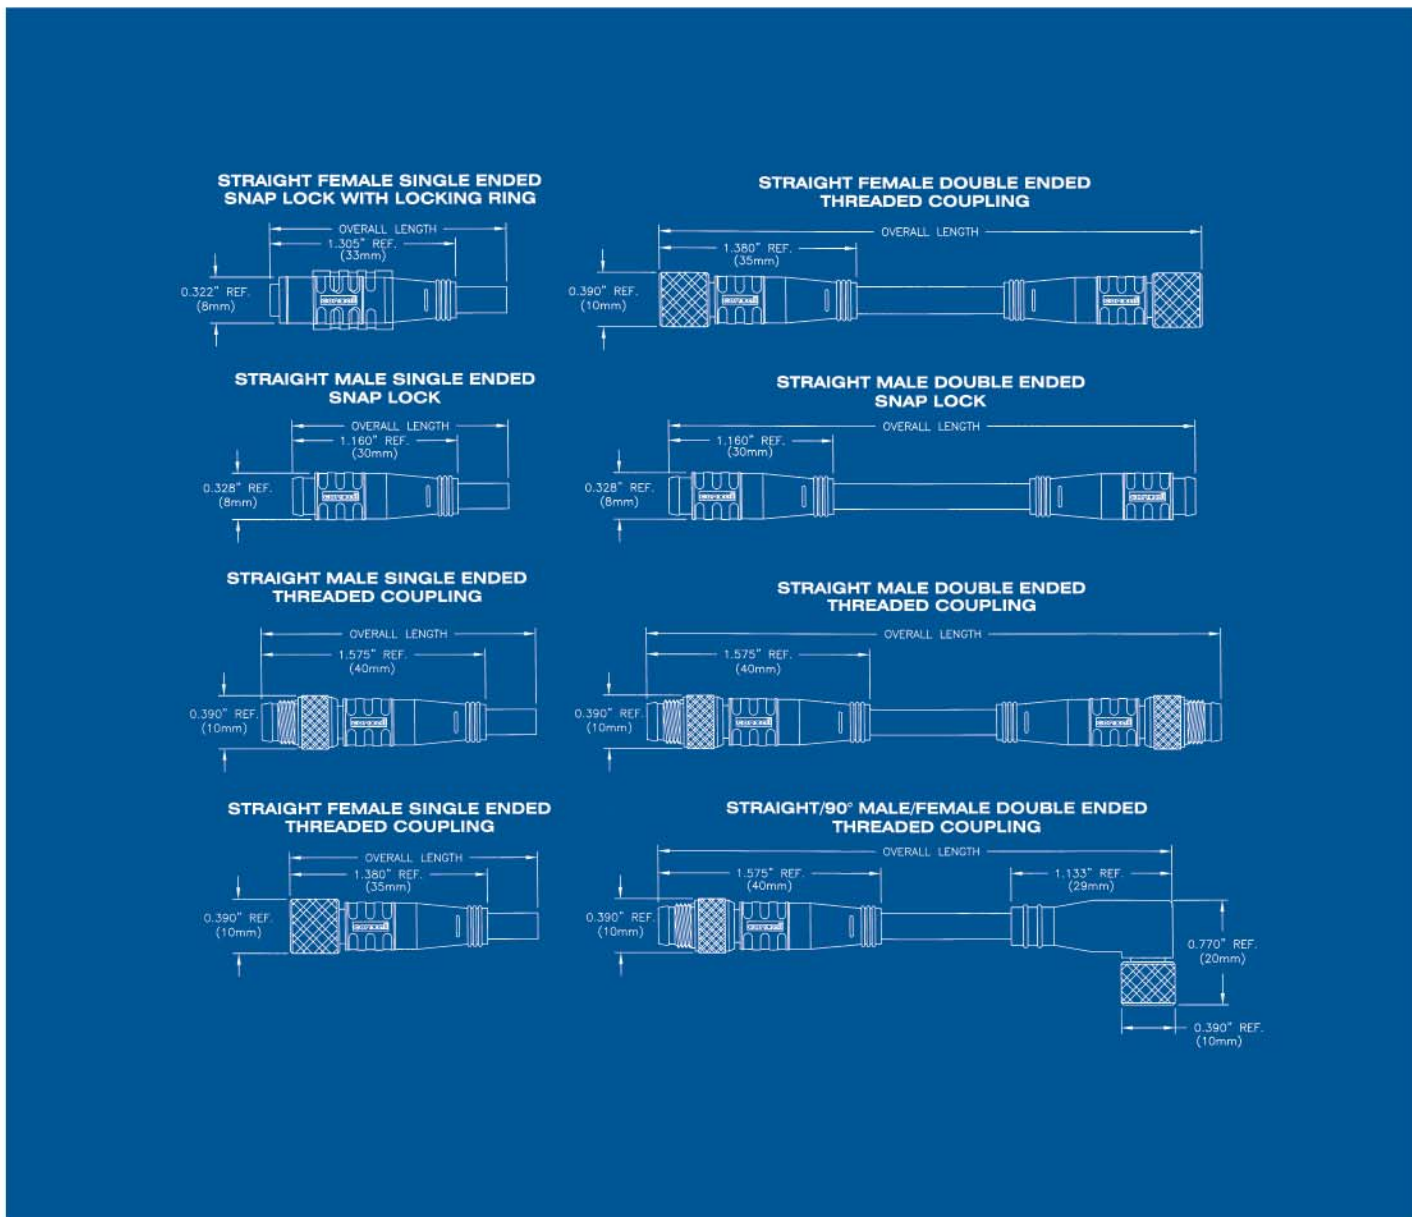 STRAIGHT FEMALE SINGLE ENDED
SNAP LOCK WITH LOCKING RING
OVERALL LENGTH
1.305" REF.
(33mm)
0.322" REF.
(8mm)
STRAIGHT FEMALE DOUBLE ENDED
THREADED COUPLING
OVERALL LENGTH
1.380" REF.
(35mm)
0.390" REF.
(10mm)
STRAIGHT MALE SINGLE ENDED
SNAP LOCK
OVERALL LENGTH
1.160" REF.
(30mm)
0.328" REF.
(8mm)
STRAIGHT MALE DOUBLE ENDED
SNAP LOCK
OVERALL LENGTH
1.160" REF.
(30mm)
0.328" REF.
(8mm)
STRAIGHT MALE SINGLE ENDED
THREADED COUPLING
OVERALL LENGTH
1.575" REF.
(40mm)
0.390" REF.
(10mm)
STRAIGHT MALE DOUBLE ENDED
THREADED COUPLING
OVERALL LENGTH
1.575" REF.
(40mm)
0.390" REF.
(10mm)
STRAIGHT FEMALE SINGLE ENDED
THREADED COUPLING
OVERALL LENGTH
1.380" REF.
(35mm)
0.390" REF.
(10mm)
STRAIGHT/90° MALE/FEMALE DOUBLE ENDED
THREADED COUPLING
OVERALL LENGTH
1.575" REF.
(40mm)
1.133" REF.
(29mm)
0.390" REF.
(10mm)
0.770" REF.
(20mm)
0.390" REF.
(10mm)